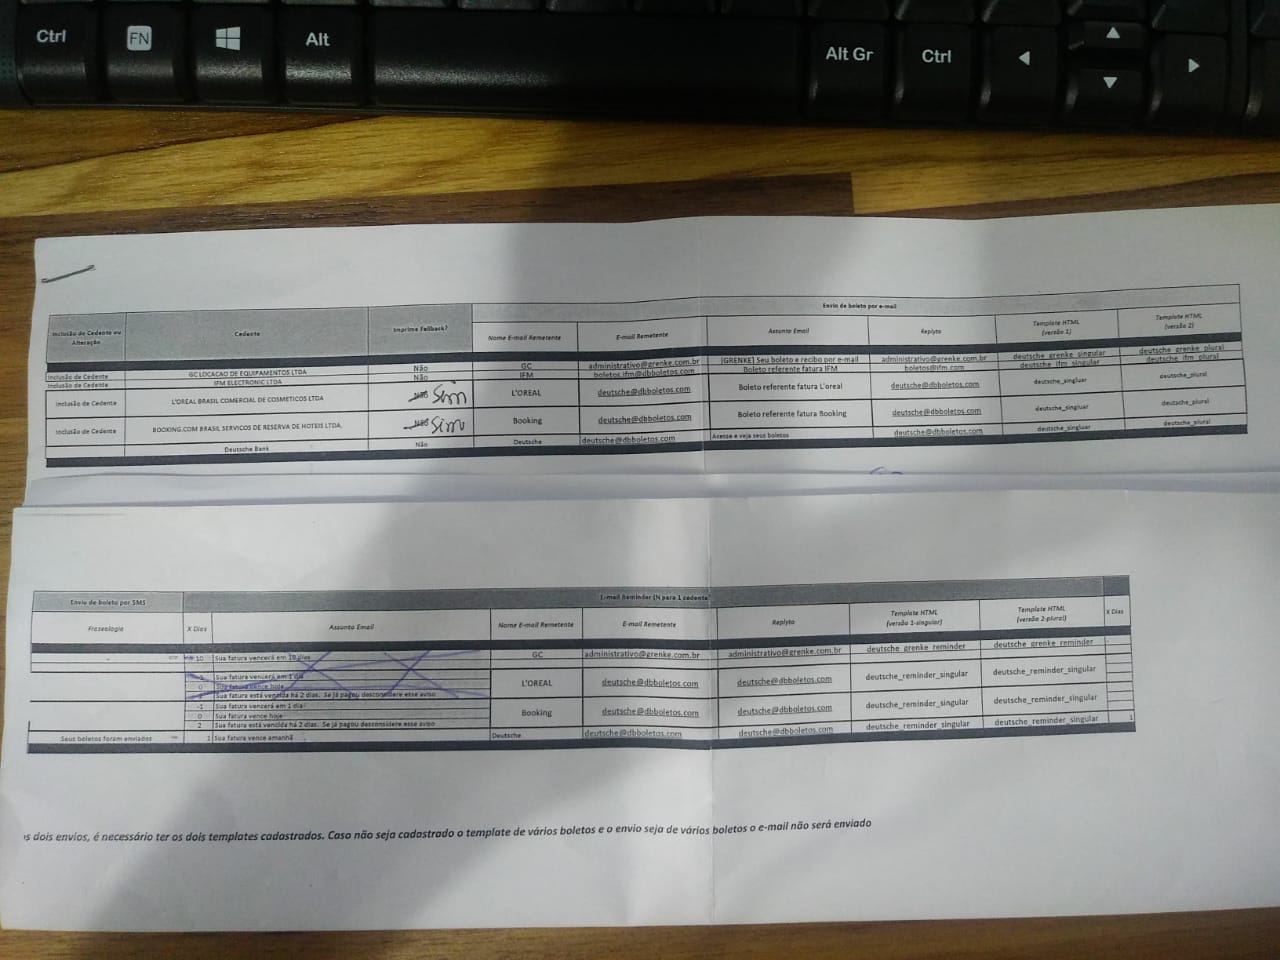 Ctrl FN Alt Alt Gr Ctrl
Envio de boleto por e-mail
Inclusão de Cedente ou Alteração Cedente Imprime Fallback? Nome E-mail Remetente E-mail Remetente Assunto Email Replyto Template HTML (versão 1) Template HTML (versão 2)
Inclusão de Cedente GC LOCACAO DE EQUIPAMENTOS LTDA Não GC administrativo@grenke.com.br [GRENKE] Seu boleto e recibo por e-mail administrativo@grenke.com.br deutsche_grenke_singular deutsche_grenke_plural
Inclusão de Cedente IFM ELECTRONIC LTDA Não IFM boletos.ifm@dbboletos.com Boleto referente fatura IFM boletos@ifm.com deutsche_ifm_singular deutsche_ifm_plural
Inclusão de Cedente L'OREAL BRASIL COMERCIAL DE COSMETICOS LTDA Não Sim L'OREAL deutsche@dbboletos.com Boleto referente fatura L'oreal deutsche@dbboletos.com deutsche_singluar deutsche_plural
Inclusão de Cedente BOOKING.COM BRASIL SERVICOS DE RESERVA DE HOTEIS LTDA. Não Sim Booking deutsche@dbboletos.com Boleto referente fatura Booking deutsche@dbboletos.com deutsche_singluar deutsche_plural
Deutsche Bank Não Deutsche deutsche@dbboletos.com Acesse e veja seus boletos deutsche@dbboletos.com deutsche_singluar deutsche_plural
Envio de boleto por SMS E-mail Reminder (N para 1 cedente)
Fraseologia X Dias Assunto Email Nome E-mail Remetente E-mail Remetente Replyto Template HTML (versão 1-singular) Template HTML (versão 2-plural) X Dias
- 10 Sua fatura vencerá em 10 dias GC administrativo@grenke.com.br administrativo@grenke.com.br deutsche_grenke_reminder deutsche_grenke_reminder
-1 Sua fatura vencerá em 1 dia
0 Sua fatura vence hoje L'OREAL deutsche@dbboletos.com deutsche@dbboletos.com deutsche_reminder_singular deutsche_reminder_singular
2 Sua fatura está vencida há 2 dias. Se já pagou desconsidere esse aviso
-1 Sua fatura vencerá em 1 dia
0 Sua fatura vence hoje Booking deutsche@dbboletos.com deutsche@dbboletos.com deutsche_reminder_singular deutsche_reminder_singular
2 Sua fatura está vencida há 2 dias. Se já pagou desconsidere esse aviso
Seus boletos foram enviados 1 Sua fatura vence amanhã Deutsche deutsche@dbboletos.com deutsche@dbboletos.com deutsche_reminder_singular deutsche_reminder_singular 1
s dois envios, é necessário ter os dois templates cadastrados. Caso não seja cadastrado o template de vários boletos e o envio seja de vários boletos o e-mail não será enviado